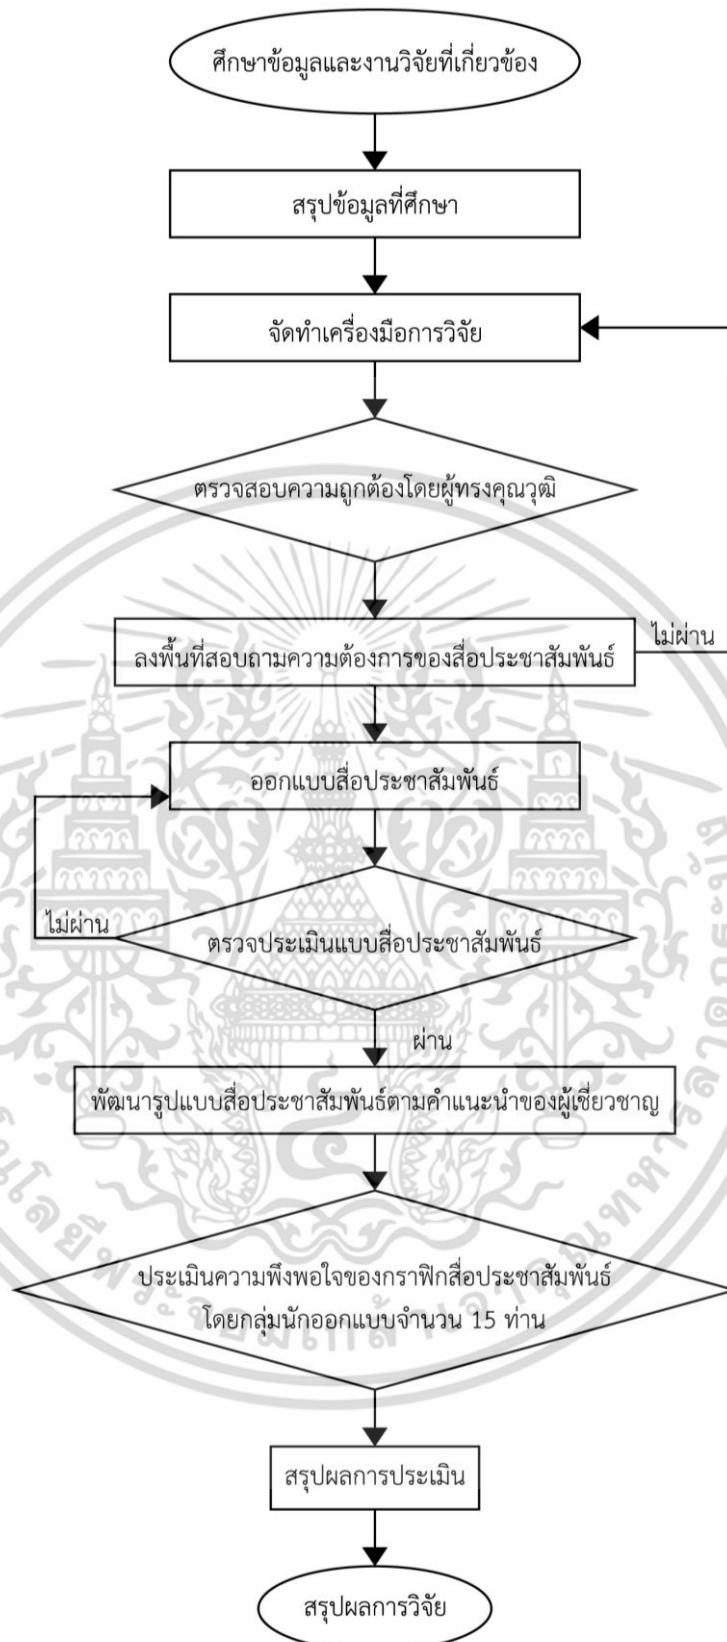 ศึกษาข้อมูลและงานวิจัยที่เกี่ยวข้อง
สรุปข้อมูลที่ศึกษา
จัดทำเครื่องมือการวิจัย
ตรวจสอบความถูกต้องโดยผู้ทรงคุณวุฒิ
ไม่ผ่าน
ลงพื้นที่สอบถามความต้องการของสื่อประชาสัมพันธ์
ออกแบบสื่อประชาสัมพันธ์
ไม่ผ่าน
ตรวจประเมินแบบสื่อประชาสัมพันธ์
ผ่าน
พัฒนารูปแบบสื่อประชาสัมพันธ์ตามคำแนะนำของผู้เชี่ยวชาญ
ประเมินความพึงพอใจของกราฟิกสื่อประชาสัมพันธ์
โดยกลุ่มนักออกแบบจำนวน 15 ท่าน
สรุปผลการประเมิน
สรุปผลการวิจัย